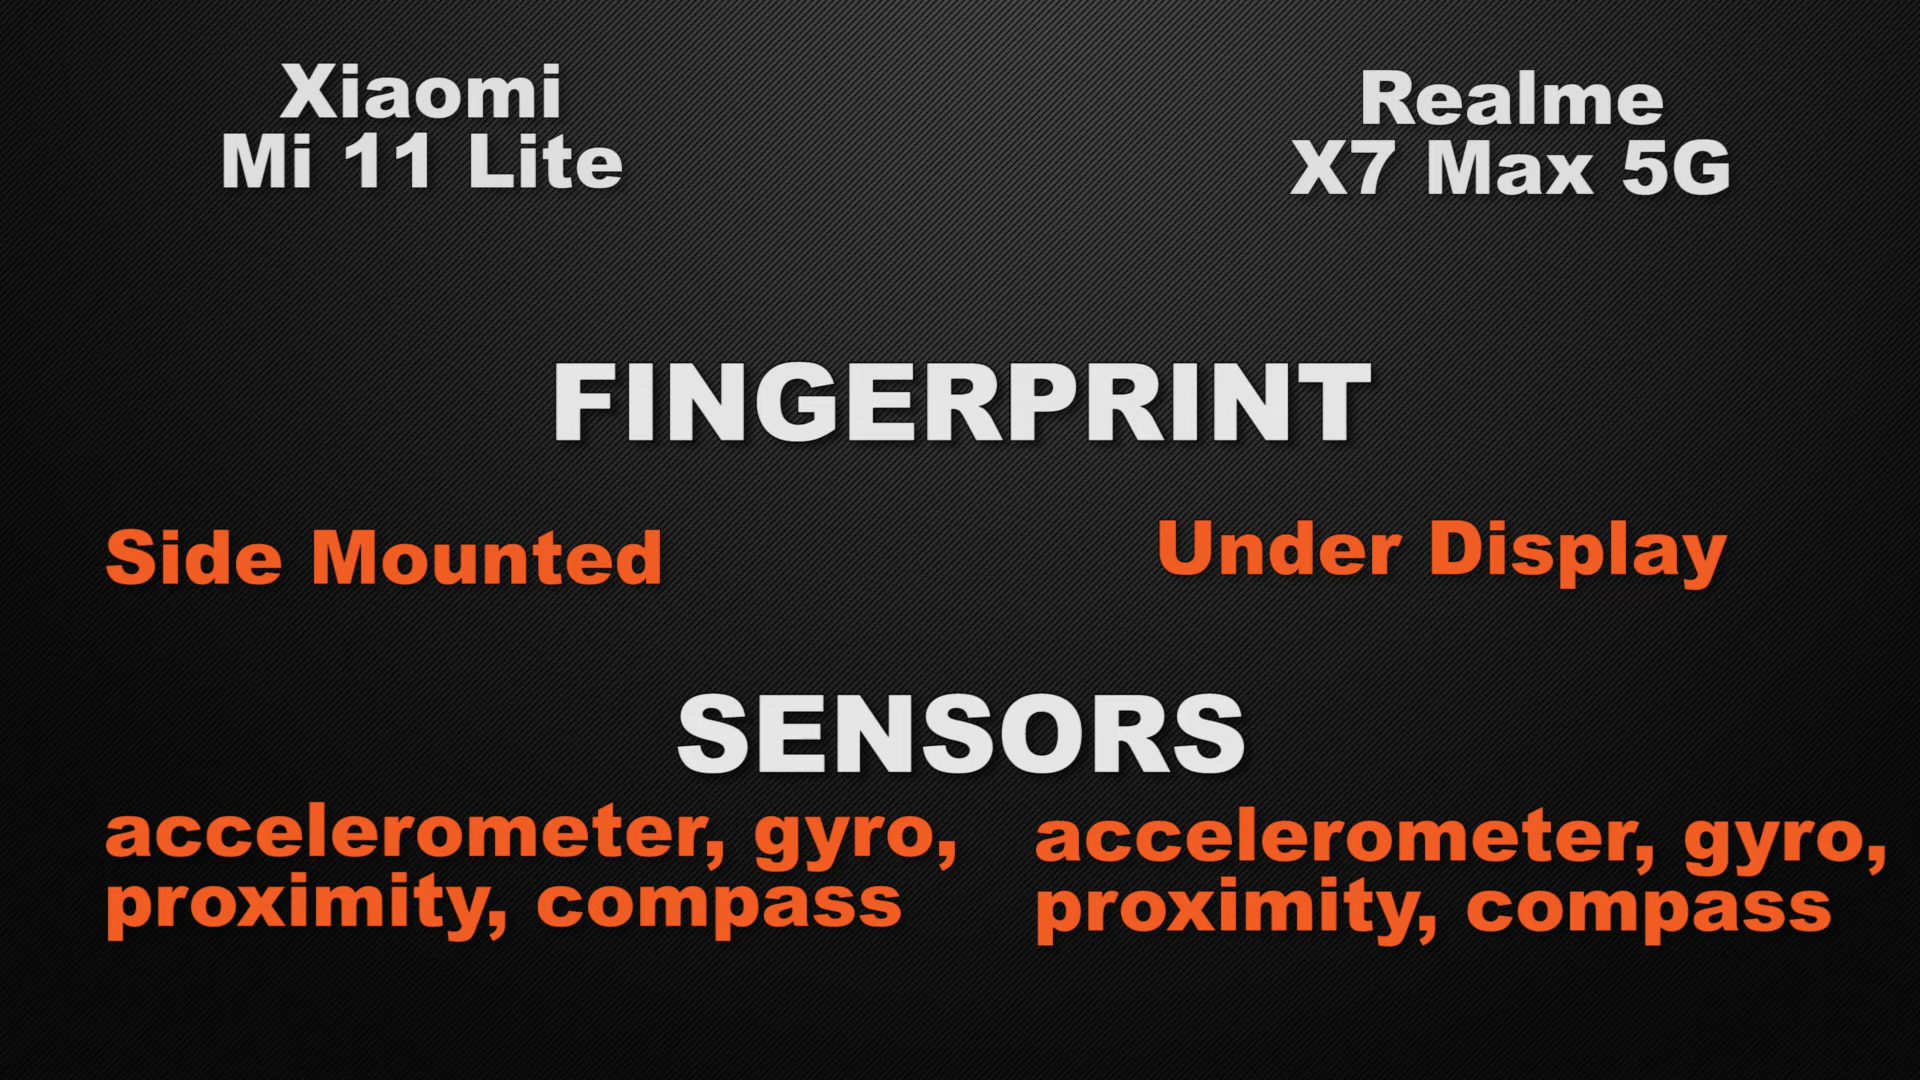 Xiaomi
Mi 11 Lite
Realme
X7 Max 5G
FINGERPRINT
Side Mounted
Under Display
SENSORS
accelerometer, gyro,
proximity, compass
accelerometer, gyro,
proximity, compass